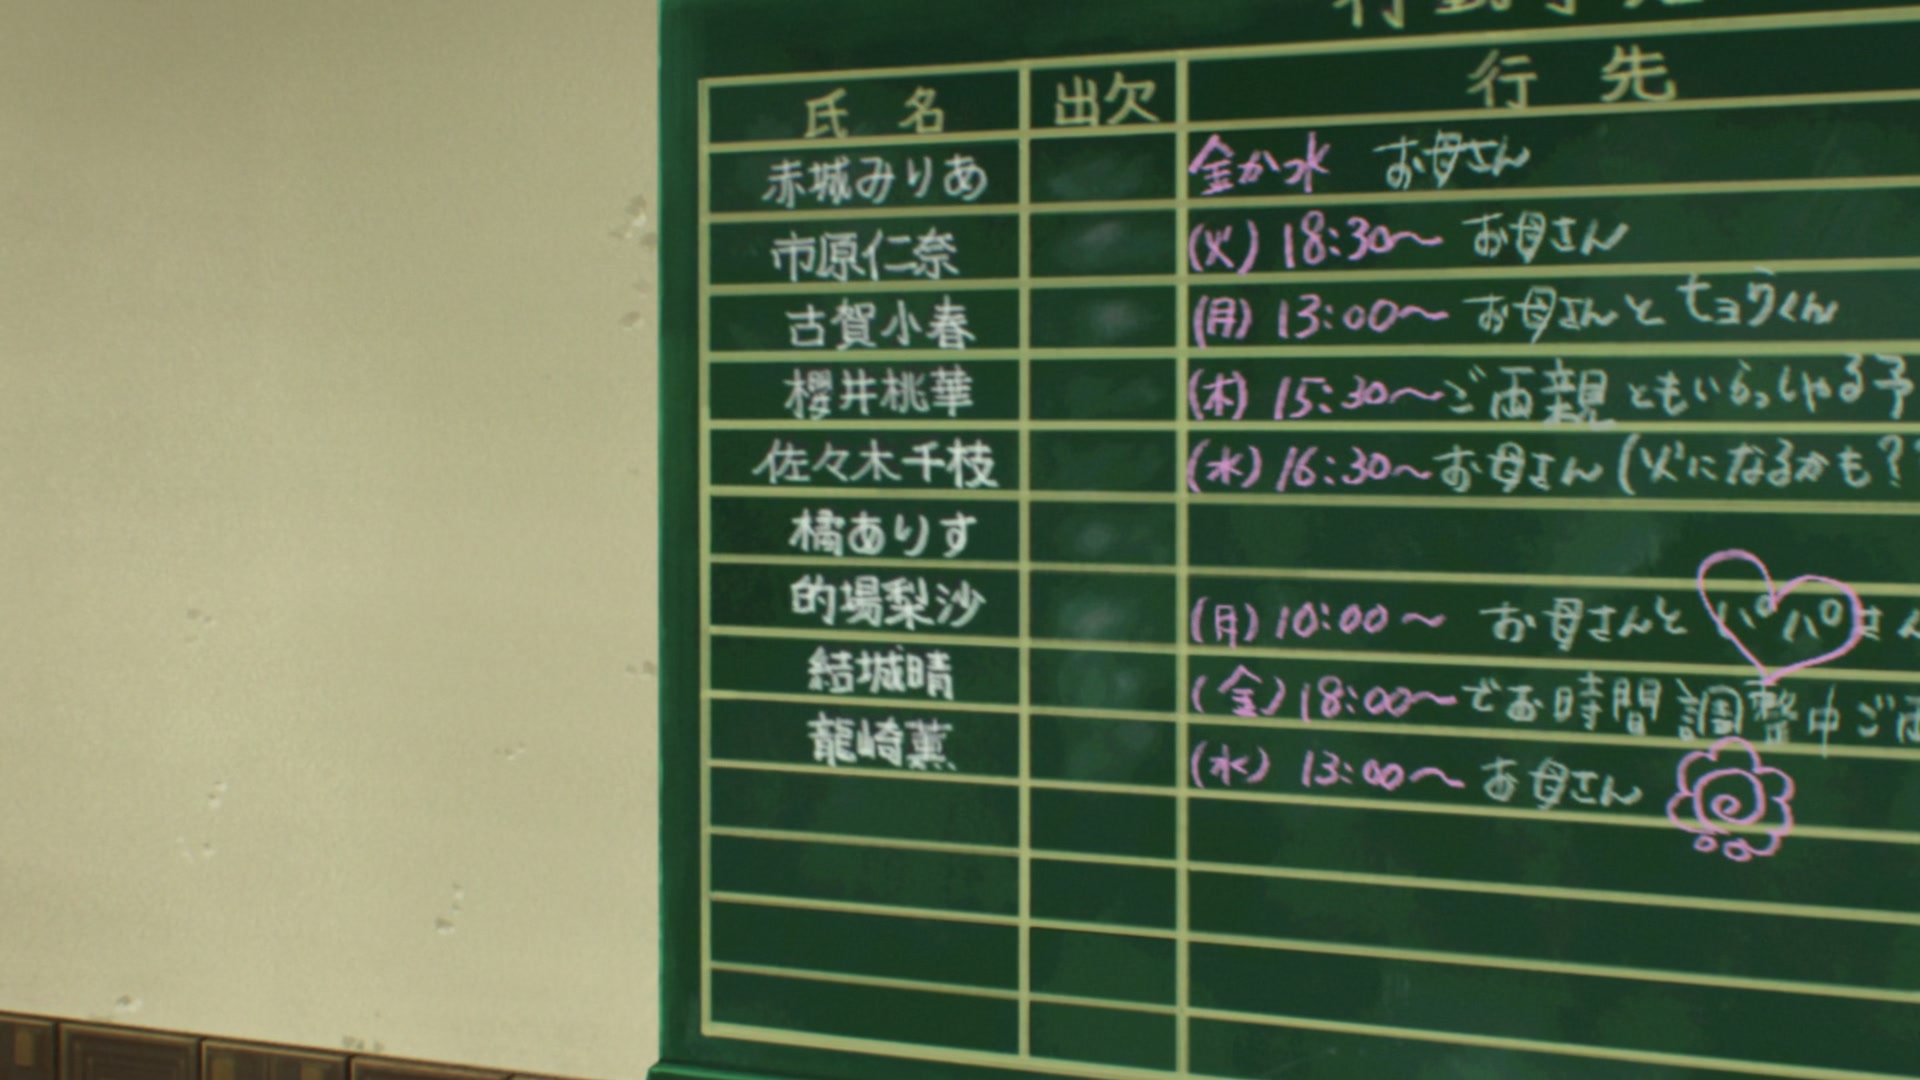 行動予定
氏名 出欠 行先
赤城みりあ 金か水 お母さん
市原仁奈 (火) 18:30〜 お母さん
古賀小春 (月) 13:00〜 お母さんとヒョウくん
櫻井桃華 (木) 15:30〜ご両親ともいらっしゃる予
佐々木千枝 (水) 16:30〜お母さん(火になるかも?
橘ありす
的場梨沙 (月) 10:00〜 お母さんとパパさん
結城晴 (金) 18:00〜でお時間調整中ご両
龍崎薫 (水) 13:00〜 お母さん